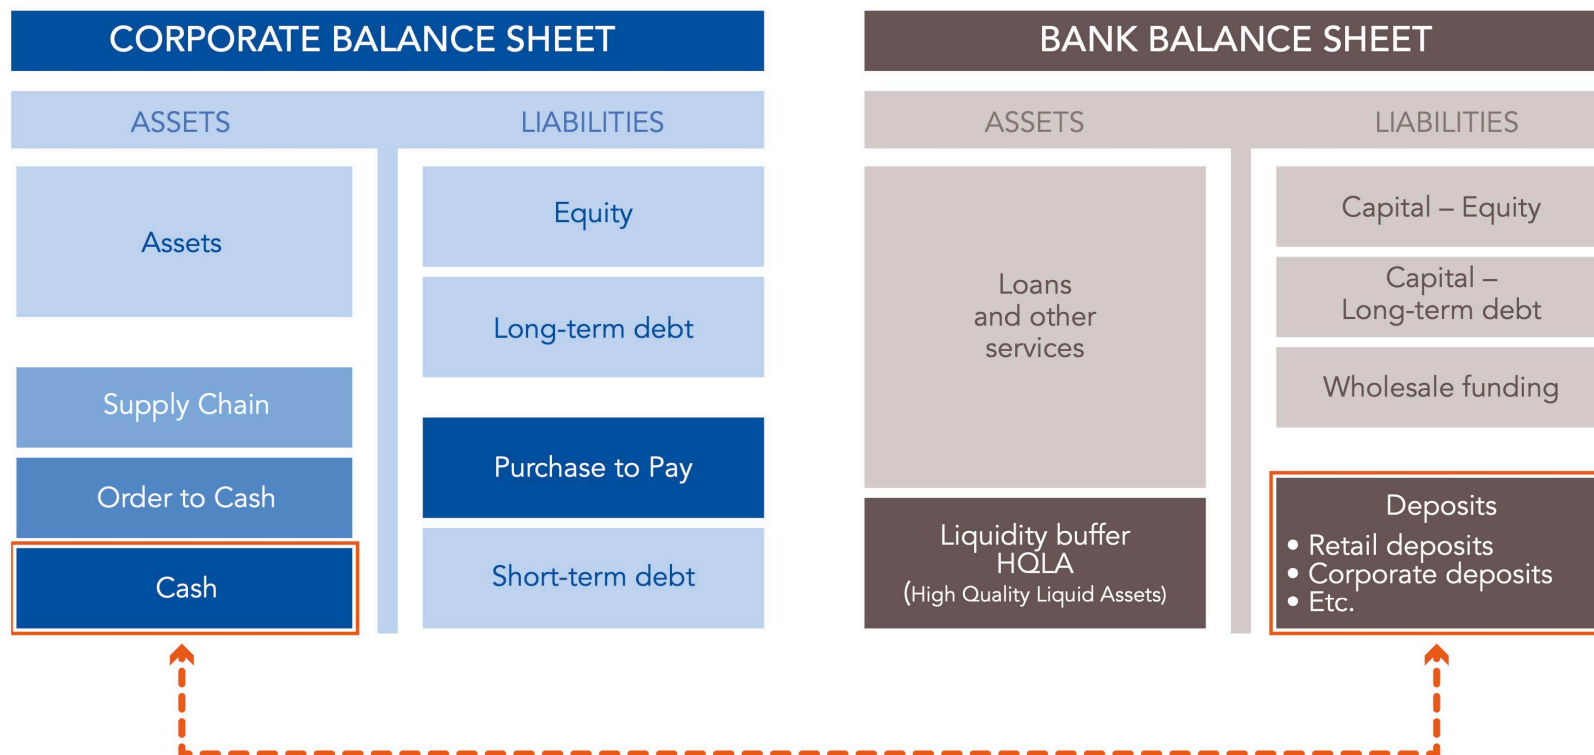 CORPORATE BALANCE SHEET
ASSETS
LIABILITIES
Assets
Supply Chain
Order to Cash
Cash
Equity
Long-term debt
Purchase to Pay
Short-term debt
BANK BALANCE SHEET
ASSETS
LIABILITIES
Loans
and other
services
Liquidity buffer
HQLA
(High Quality Liquid Assets)
Capital – Equity
Capital –
Long-term debt
Wholesale funding
Deposits
• Retail deposits
• Corporate deposits
• Etc.